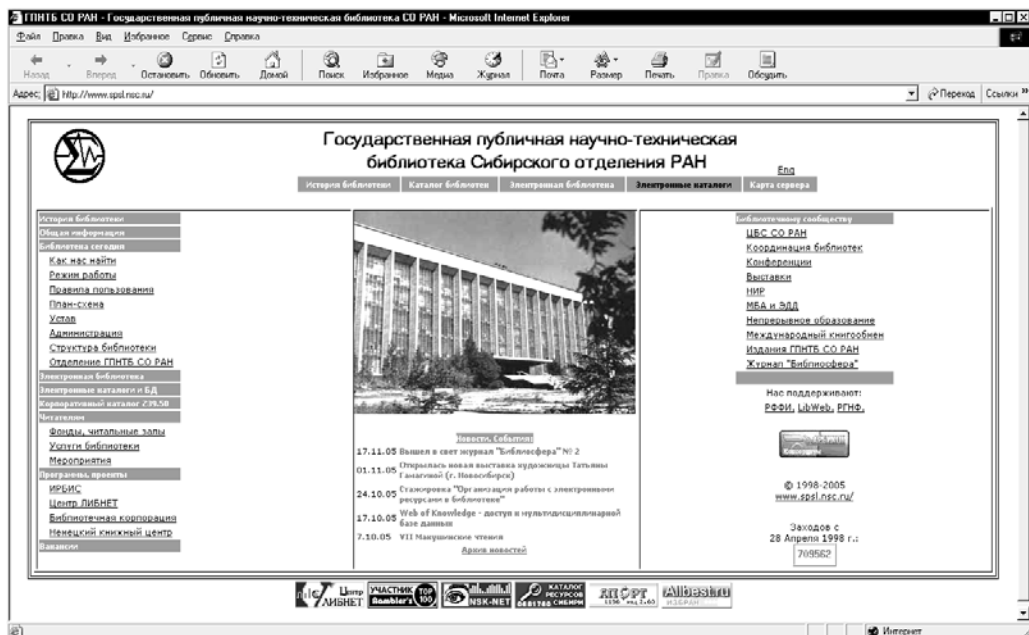 ГПНТБ СО РАН - Государственная публичная научно-техническая библиотека СО РАН - Microsoft Internet Explorer
Файл Правка Вид Избранное Сервис Справка
Назад Вперед Остановить Обновить Домой Поиск Избранное Медиа Журнал Почта Размер Печать Правка Обсудить
Адрес: http://www.spsl.nsc.ru/ Переход Ссылки »
Государственная публичная научно-техническая
библиотека Сибирского отделения РАН
Eng
История библиотеки Каталог библиотек Электронная библиотека Электронные каталоги Карта сервера
История библиотеки
Общая информация
Библиотека сегодня
Как нас найти
Режим работы
Правила пользования
План-схема
Устав
Администрация
Структура библиотеки
Отделение ГПНТБ СО РАН
Электронная библиотека
Электронные каталоги и БД
Корпоративный каталог Z39.50
Читателям
Фонды, читальные залы
Услуги библиотеки
Мероприятия
Программы, проекты
ИРБИС
Центр ЛИБНЕТ
Библиотечная корпорация
Ненецкий книжный центр
Вакансии
Новости. События:
17.11.05 Вышел в свет журнал "Библиосфера" № 2
01.11.05 Открылась новая выставка художницы Татьяны
(г. Новосибирск)
24.10.05 Стажировка "Организация работы с электронными
ресурсами в библиотеке"
17.10.05 Web of Knowledge - доступ к мультидисциплинарной
базе данных
7.10.05 VII Макушинские чтения
Архив новостей
Библиотечному сообществу
ЦБС СО РАН
Координация библиотек
Конференции
Выставки
НИР
МБА и ЭДД
Непрерывное образование
Международный книгообмен
Издания ГПНТБ СО РАН
Журнал "Библиосфера"
Нас поддерживают:
РФФИ, LibWeb, РГНФ,
© 1998-2005
www.spsl.nsc.ru/
Заходов с
28 Апреля 1998 г.:
709562
Центр ЛИБНЕТ
УЧАСТНИК Rambler's TOP 100
NSK-NET
КАТАЛОГ РЕСУРСОВ СИБИРИ
АПОРТ
Allbest.ru
Интернет